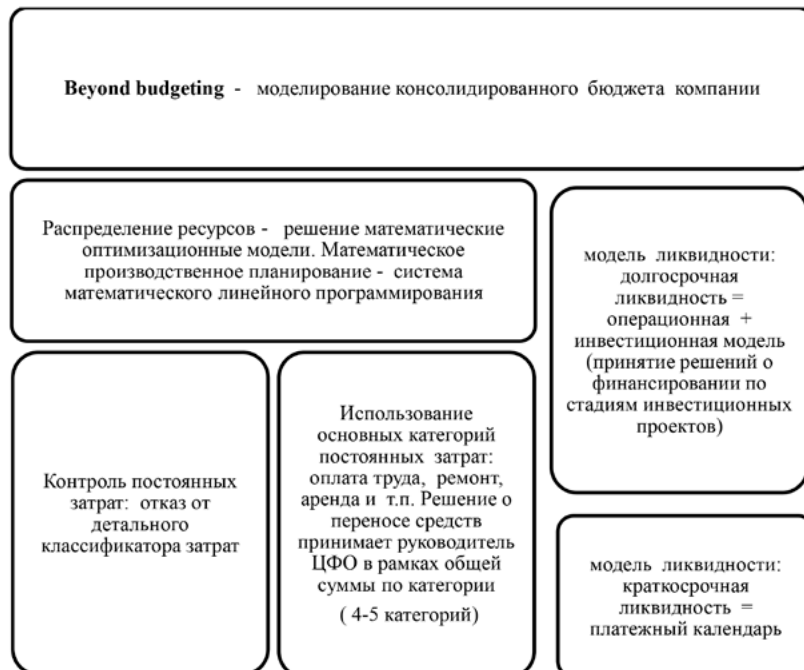 Beyond budgeting - моделирование консолидированного бюджета компании
Распределение ресурсов - решение математические
оптимизационные модели. Математическое
производственное планирование - система
математического линейного программирования
модель ликвидности:
долгосрочная
ликвидность =
операционная +
инвестиционная модель
(принятие решений о
финансировании по
стадиям инвестиционных
проектов)
Контроль постоянных
затрат: отказ от
детального
классификатора затрат
Использование
основных категорий
постоянных затрат:
оплата труда, ремонт,
аренда и т.п. Решение о
переносе средств
принимает руководитель
ЦФО в рамках общей
суммы по категории
( 4-5 категорий)
модель ликвидности:
краткосрочная
ликвидность =
платежный календарь